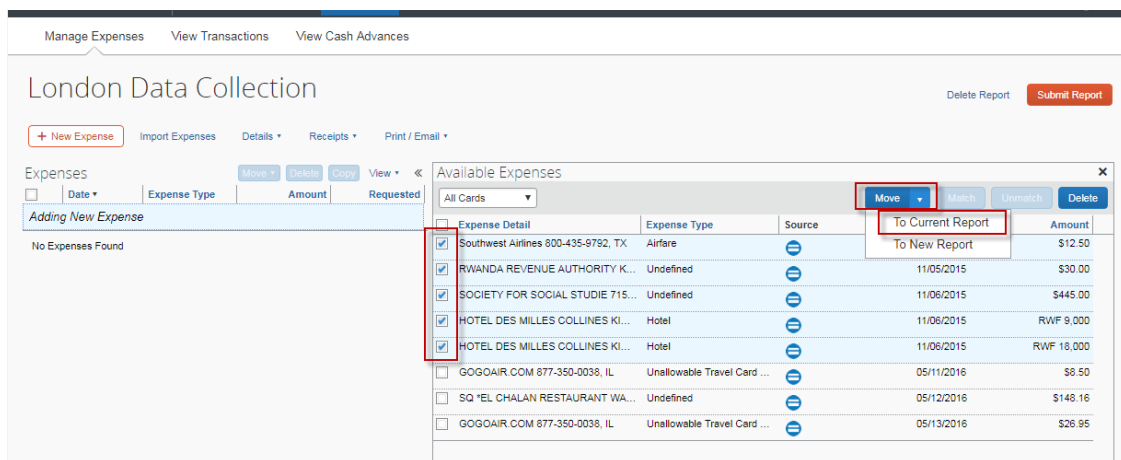 Manage Expenses View Transactions View Cash Advances
London Data Collection
Delete Report Submit Report
+ New Expense Import Expenses Details Receipts Print / Email
Expenses Move Delete Copy View « Available Expenses ×
Date Expense Type Amount Requested All Cards Move Match Unmatch Delete
Adding New Expense
No Expenses Found
To Current Report
To New Report
Expense Detail Expense Type Source Amount
Southwest Airlines 800-435-9792, TX Airfare $12.50
RWANDA REVENUE AUTHORITY K... Undefined 11/05/2015 $30.00
SOCIETY FOR SOCIAL STUDIE 715... Undefined 11/06/2015 $445.00
HOTEL DES MILLES COLLINES KI... Hotel 11/06/2015 RWF 9,000
HOTEL DES MILLES COLLINES KI... Hotel 11/06/2015 RWF 18,000
GOGOAIR.COM 877-350-0038, IL Unallowable Travel Card ... 05/11/2016 $8.50
SQ *EL CHALAN RESTAURANT WA... Undefined 05/12/2016 $148.16
GOGOAIR.COM 877-350-0038, IL Unallowable Travel Card ... 05/13/2016 $26.95